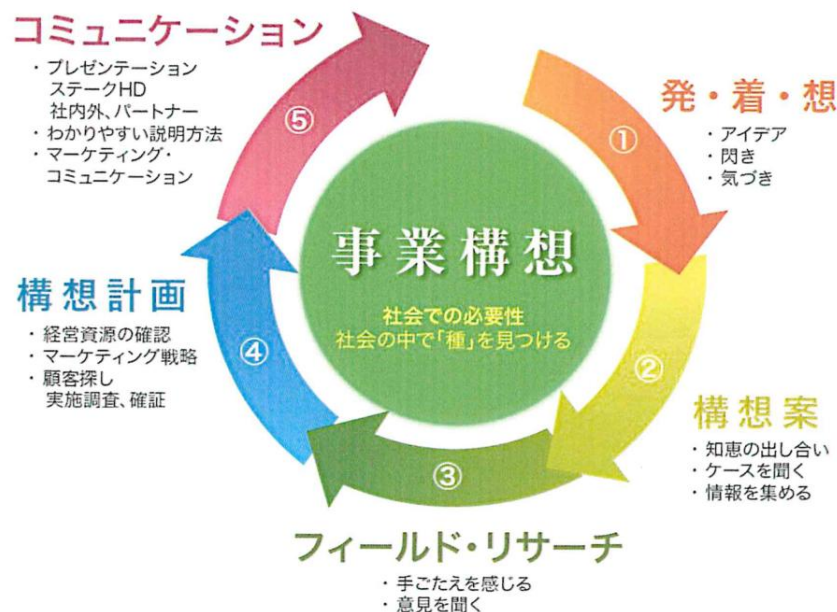 コミュニケーション
・プレゼンテーション
ステークHD
社内外、パートナー
・わかりやすい説明方法
・マーケティング・
コミュニケーション
⑤
①
発・着・想
・アイデア
・閃き
・気づき
事業構想
社会での必要性
社会の中で「種」を見つける
構想計画
・経営資源の確認
・マーケティング戦略
・顧客探し
実施調査、確証
④
②
構想案
・知恵の出し合い
・ケースを聞く
・情報を集める
③
フィールド・リサーチ
・手ごたえを感じる
・意見を聞く